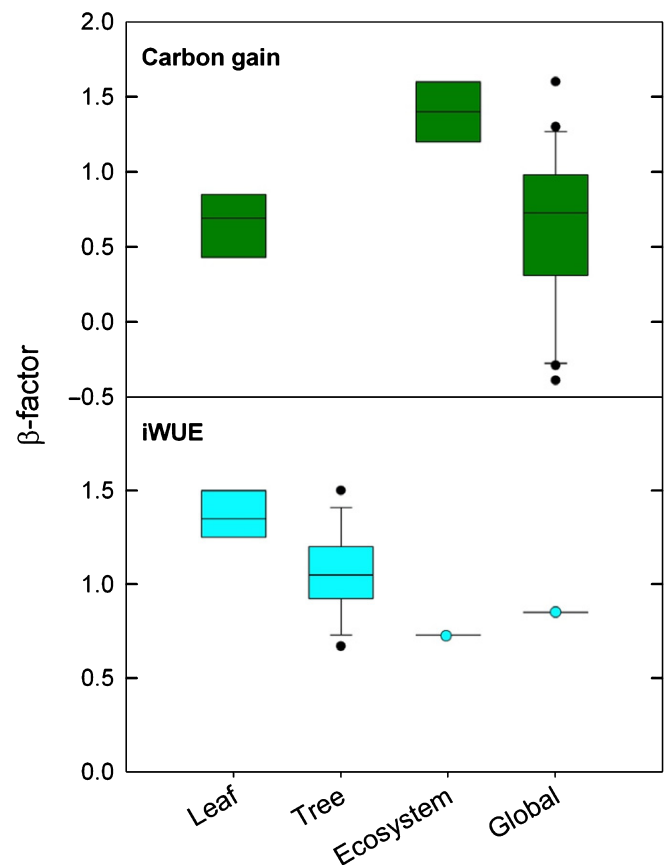 2.0
Carbon gain
1.5
1.0
0.5
0.0
–0.5
β-factor
iWUE
1.5
1.0
0.5
0.0
Leaf
Tree
Ecosystem
Global